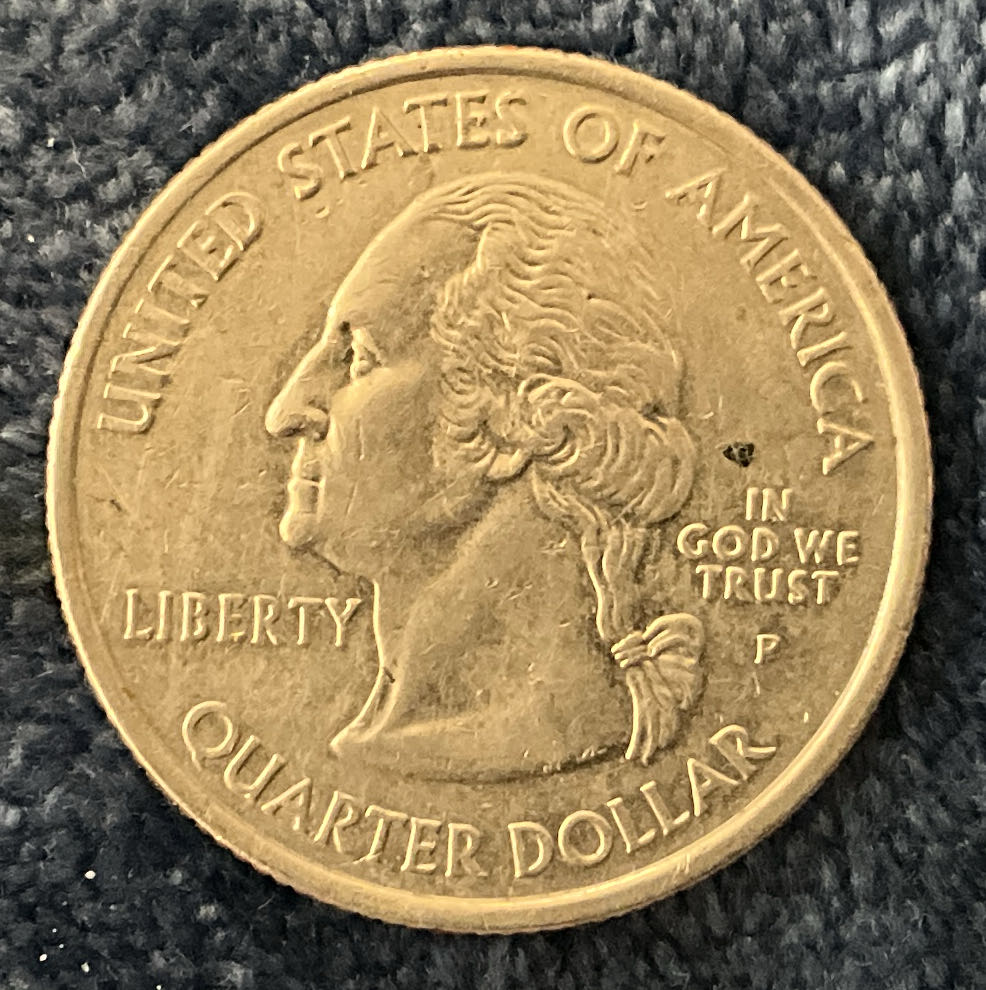 UNITED STATES OF AMERICA
LIBERTY
IN
GOD WE
TRUST
P
QUARTER DOLLAR